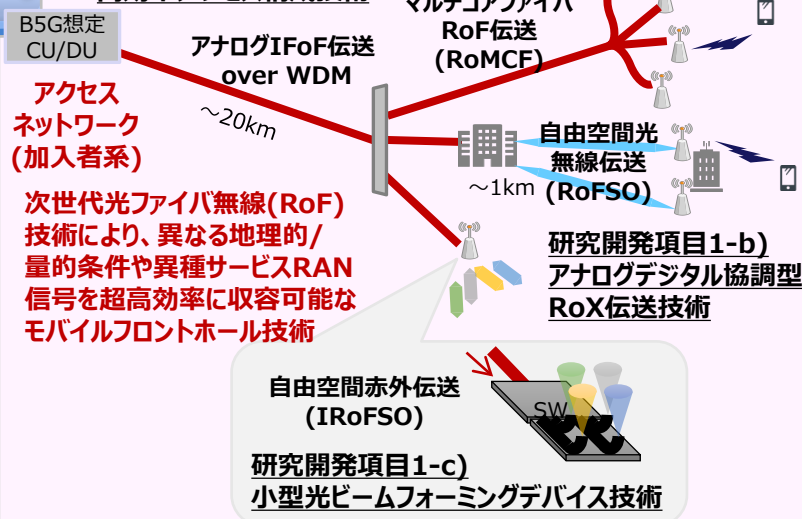 マルチコアファイバ
RoF伝送
(RoMCF)
B5G想定
CU/DU
アナログIFoF伝送
over WDM
アクセス
ネットワーク
(加入者系)
～20km
自由空間光
無線伝送
(RoFSO)
～1km
次世代光ファイバ無線(RoF)
技術により、異なる地理的/
量的条件や異種サービスRAN
信号を超高効率に収容可能な
モバイルフロントホール技術
研究開発項目1-b)
アナログデジタル協調型
RoX伝送技術
自由空間赤外伝送
(IRoFSO)
SW
研究開発項目1-c)
小型光ビームフォーミングデバイス技術